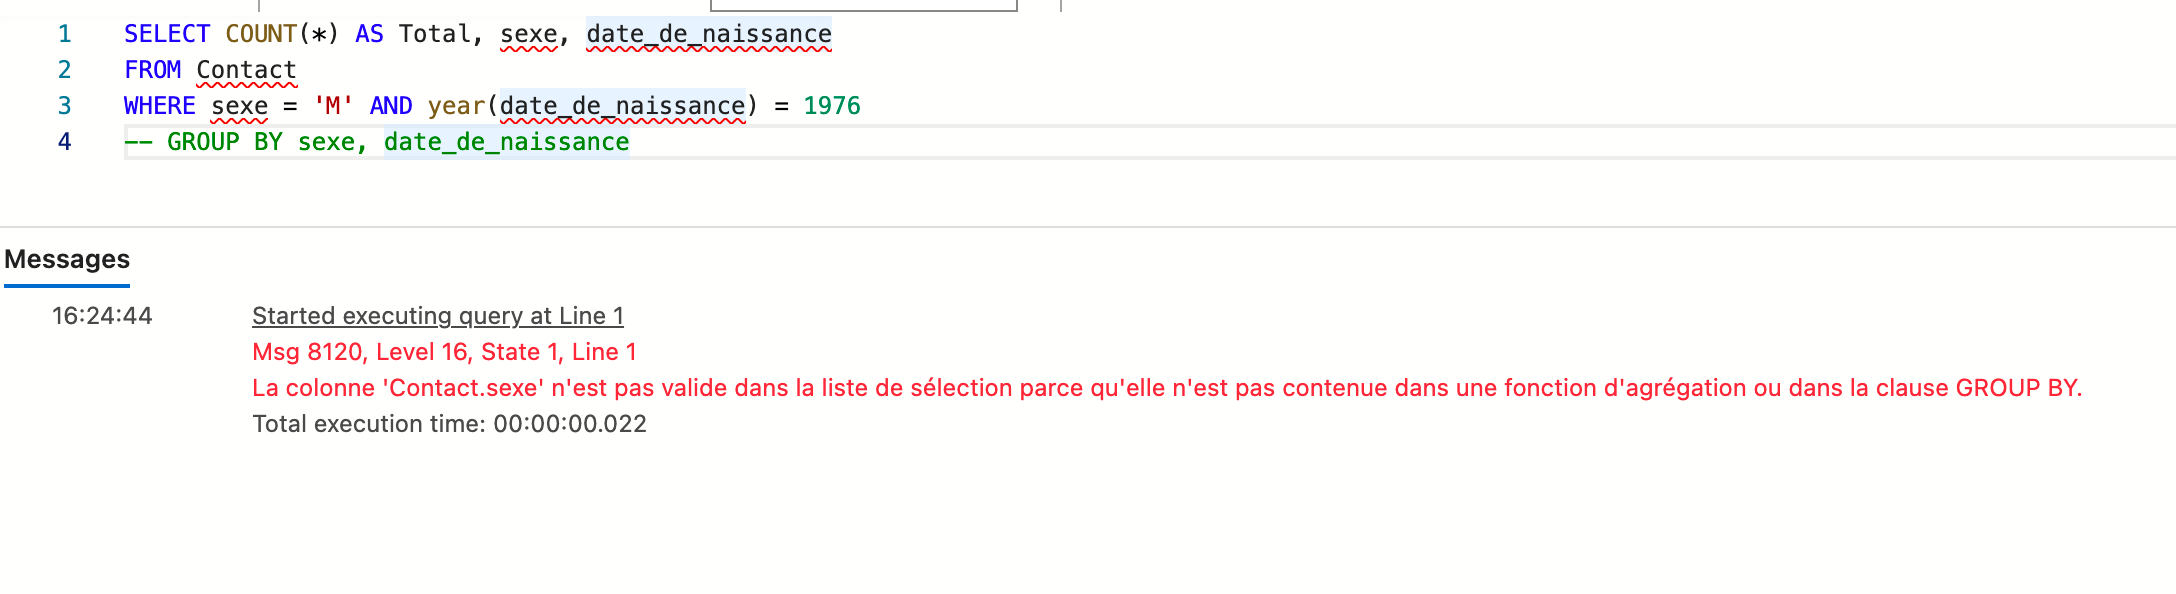 1 SELECT COUNT(*) AS Total, sexe, date_de_naissance
2 FROM Contact
3 WHERE sexe = 'M' AND year(date_de_naissance) = 1976
4 -- GROUP BY sexe, date_de_naissance
Messages
16:24:44 Started executing query at Line 1
Msg 8120, Level 16, State 1, Line 1
La colonne 'Contact.sexe' n'est pas valide dans la liste de sélection parce qu'elle n'est pas contenue dans une fonction d'agrégation ou dans la clause GROUP BY.
Total execution time: 00:00:00.022